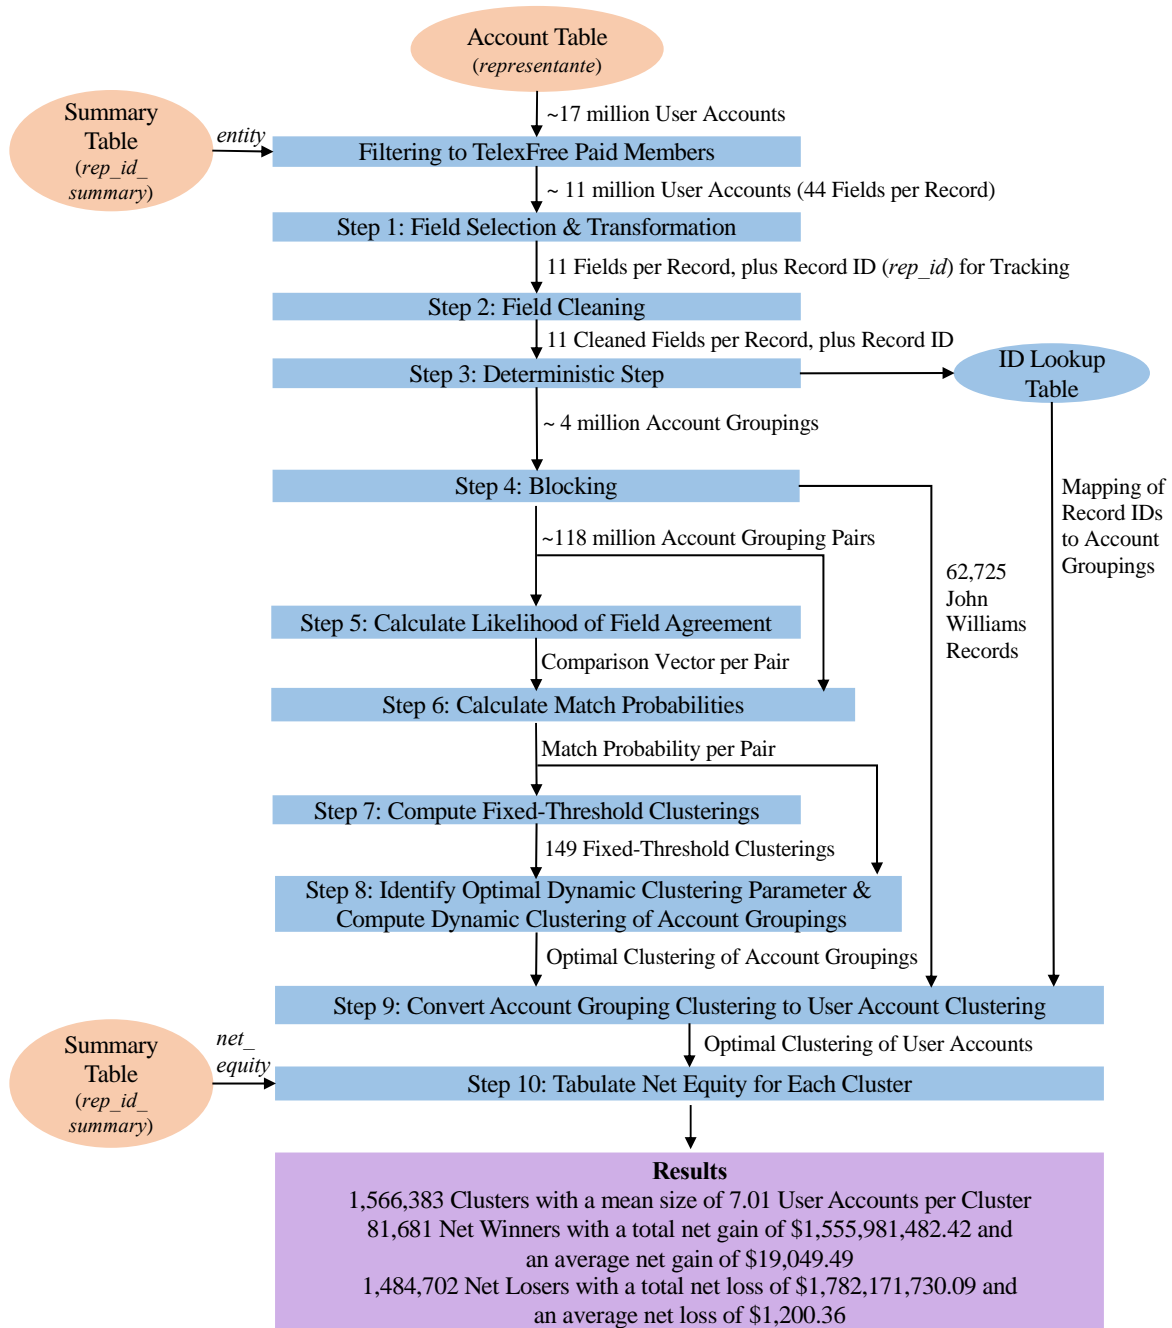 Account Table
(representante)
~17 million User Accounts
Summary
Table
(rep_id_
summary)
entity
Filtering to TelexFree Paid Members
~ 11 million User Accounts (44 Fields per Record)
Step 1: Field Selection & Transformation
11 Fields per Record, plus Record ID (rep_id) for Tracking
Step 2: Field Cleaning
11 Cleaned Fields per Record, plus Record ID
Step 3: Deterministic Step
ID Lookup
Table
~ 4 million Account Groupings
Step 4: Blocking
Mapping of
Record IDs
to Account
Groupings
~118 million Account Grouping Pairs
62,725
John
Williams
Records
Step 5: Calculate Likelihood of Field Agreement
Comparison Vector per Pair
Step 6: Calculate Match Probabilities
Match Probability per Pair
Step 7: Compute Fixed-Threshold Clusterings
149 Fixed-Threshold Clusterings
Step 8: Identify Optimal Dynamic Clustering Parameter &
Compute Dynamic Clustering of Account Groupings
Optimal Clustering of Account Groupings
Step 9: Convert Account Grouping Clustering to User Account Clustering
Optimal Clustering of User Accounts
Summary
Table
(rep_id_
summary)
net_
equity
Step 10: Tabulate Net Equity for Each Cluster
Results
1,566,383 Clusters with a mean size of 7.01 User Accounts per Cluster
81,681 Net Winners with a total net gain of $1,555,981,482.42 and
an average net gain of $19,049.49
1,484,702 Net Losers with a total net loss of $1,782,171,730.09 and
an average net loss of $1,200.36